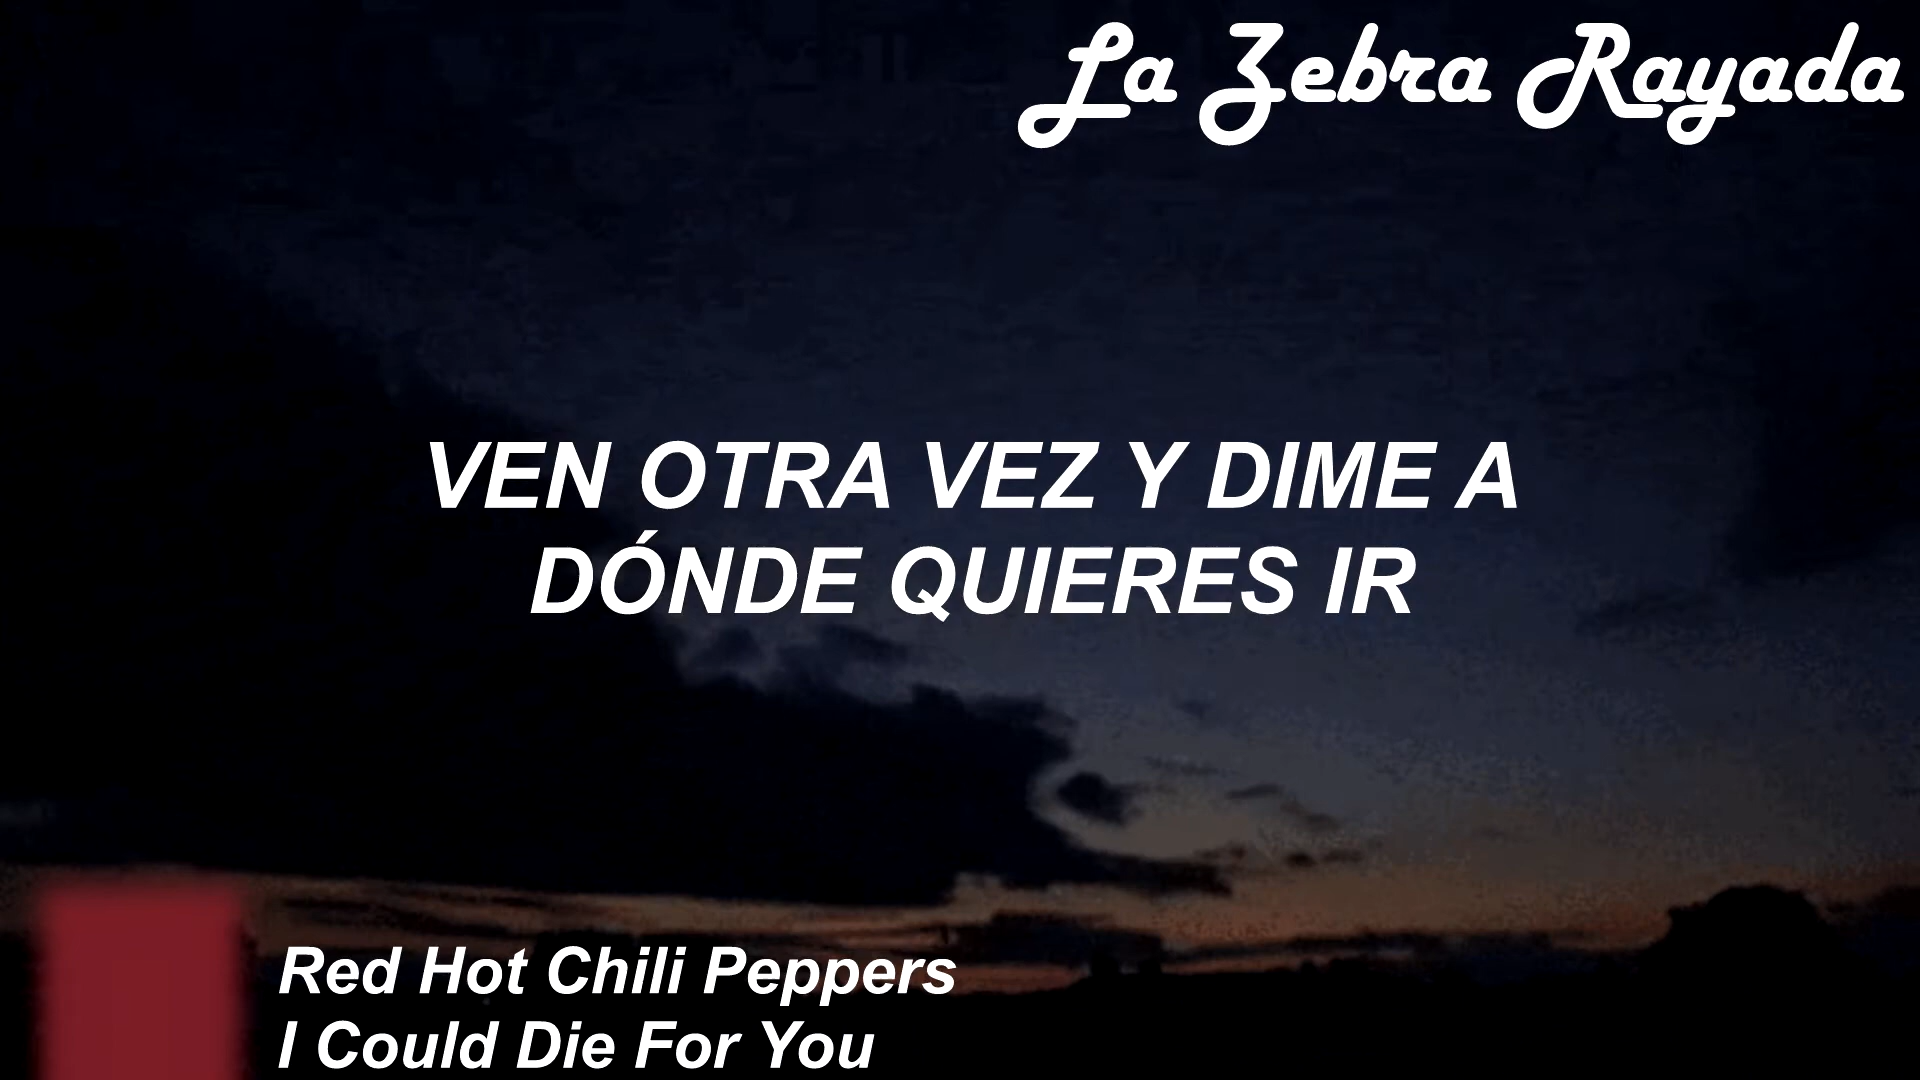 La Zebra Rayada
VEN OTRA VEZ Y DIME A
DÓNDE QUIERES IR
Red Hot Chili Peppers
I Could Die For You